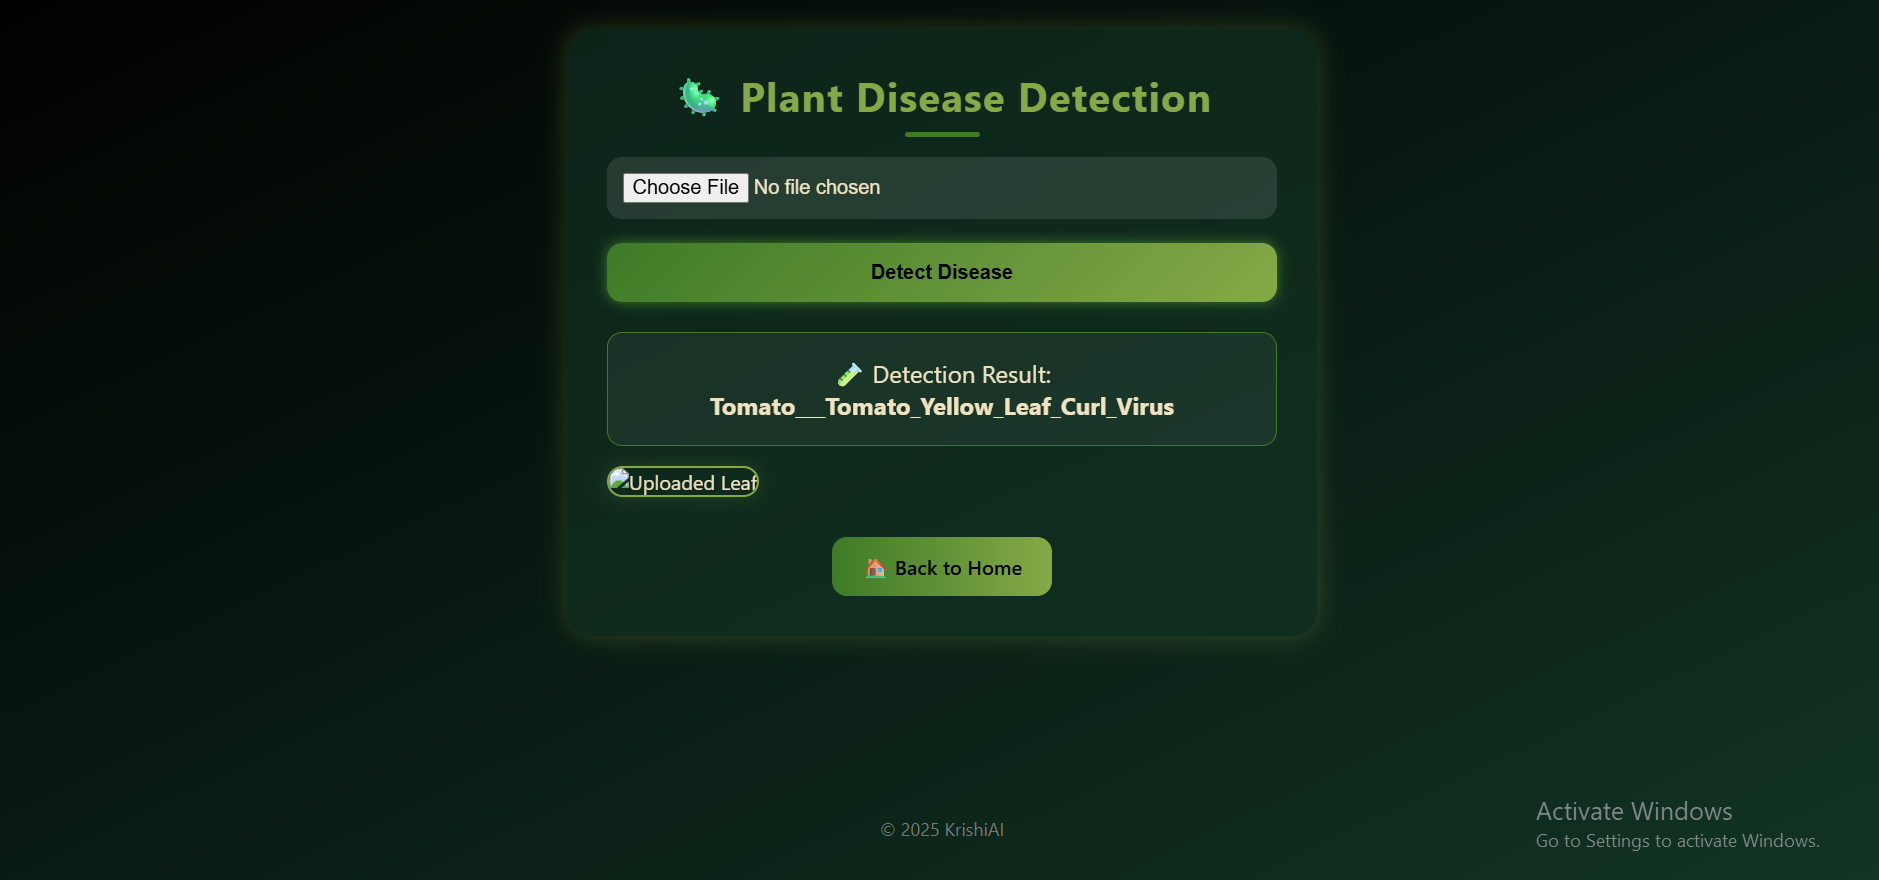 Plant Disease Detection
Choose File No file chosen
Detect Disease
Detection Result:
Tomato___Tomato_Yellow_Leaf_Curl_Virus
Uploaded Leaf
Back to Home
© 2025 KrishiAI
Activate Windows
Go to Settings to activate Windows.